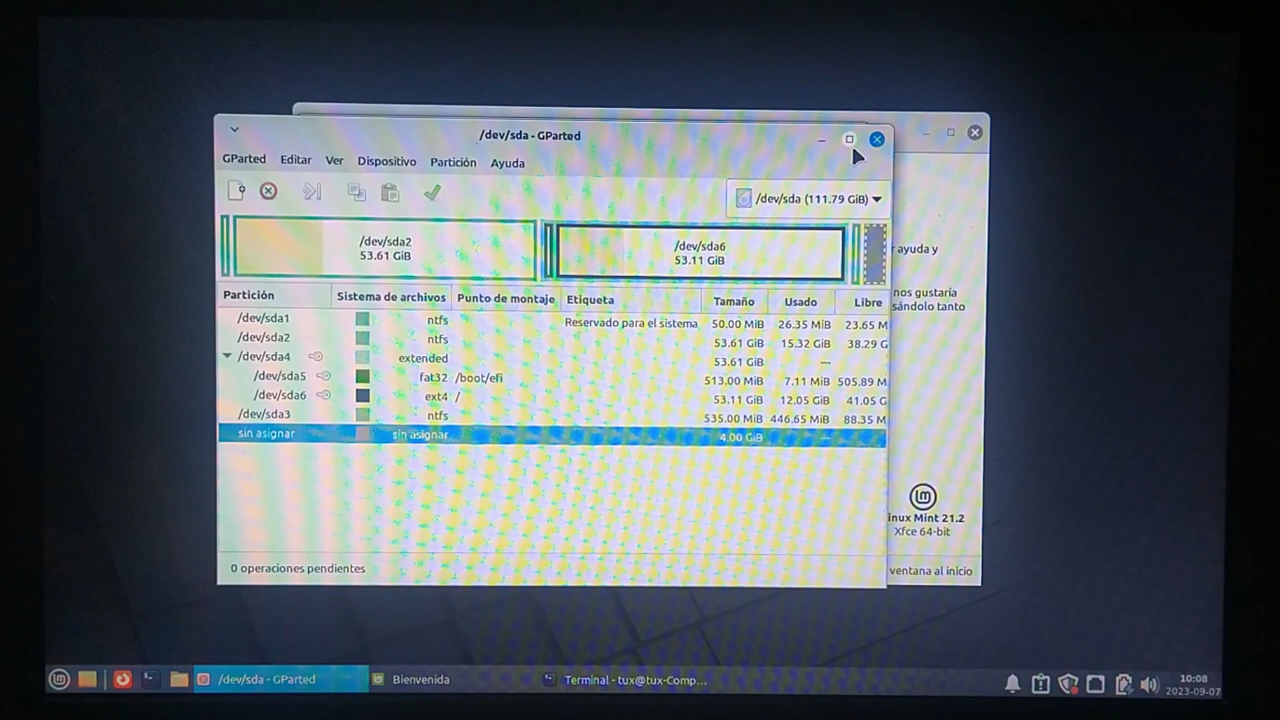 /dev/sda - GParted
GParted Editar Ver Dispositivo Partición Ayuda
/dev/sda (111.79 GiB)
/dev/sda2
53.61 GiB
/dev/sda6
53.11 GiB
Partición Sistema de archivos Punto de montaje Etiqueta Tamaño Usado Libre
/dev/sda1 ntfs Reservado para el sistema 50.00 MiB 26.35 MiB 23.65 M
/dev/sda2 ntfs 53.61 GiB 15.32 GiB 38.29 G
/dev/sda4 extended 53.61 GiB —
/dev/sda5 fat32 /boot/efi 513.00 MiB 7.11 MiB 505.89 M
/dev/sda6 ext4 / 53.11 GiB 12.05 GiB 41.05 G
/dev/sda3 ntfs 535.00 MiB 446.65 MiB 88.35 M
sin asignar sin asignar 4.00 GiB —
0 operaciones pendientes
r ayuda y
nos gustaría
sándolo tanto
inux Mint 21.2
Xfce 64-bit
ventana al inicio
/dev/sda - GParted Bienvenida Terminal - tux@tux-Comp...
10:08
2023-09-07